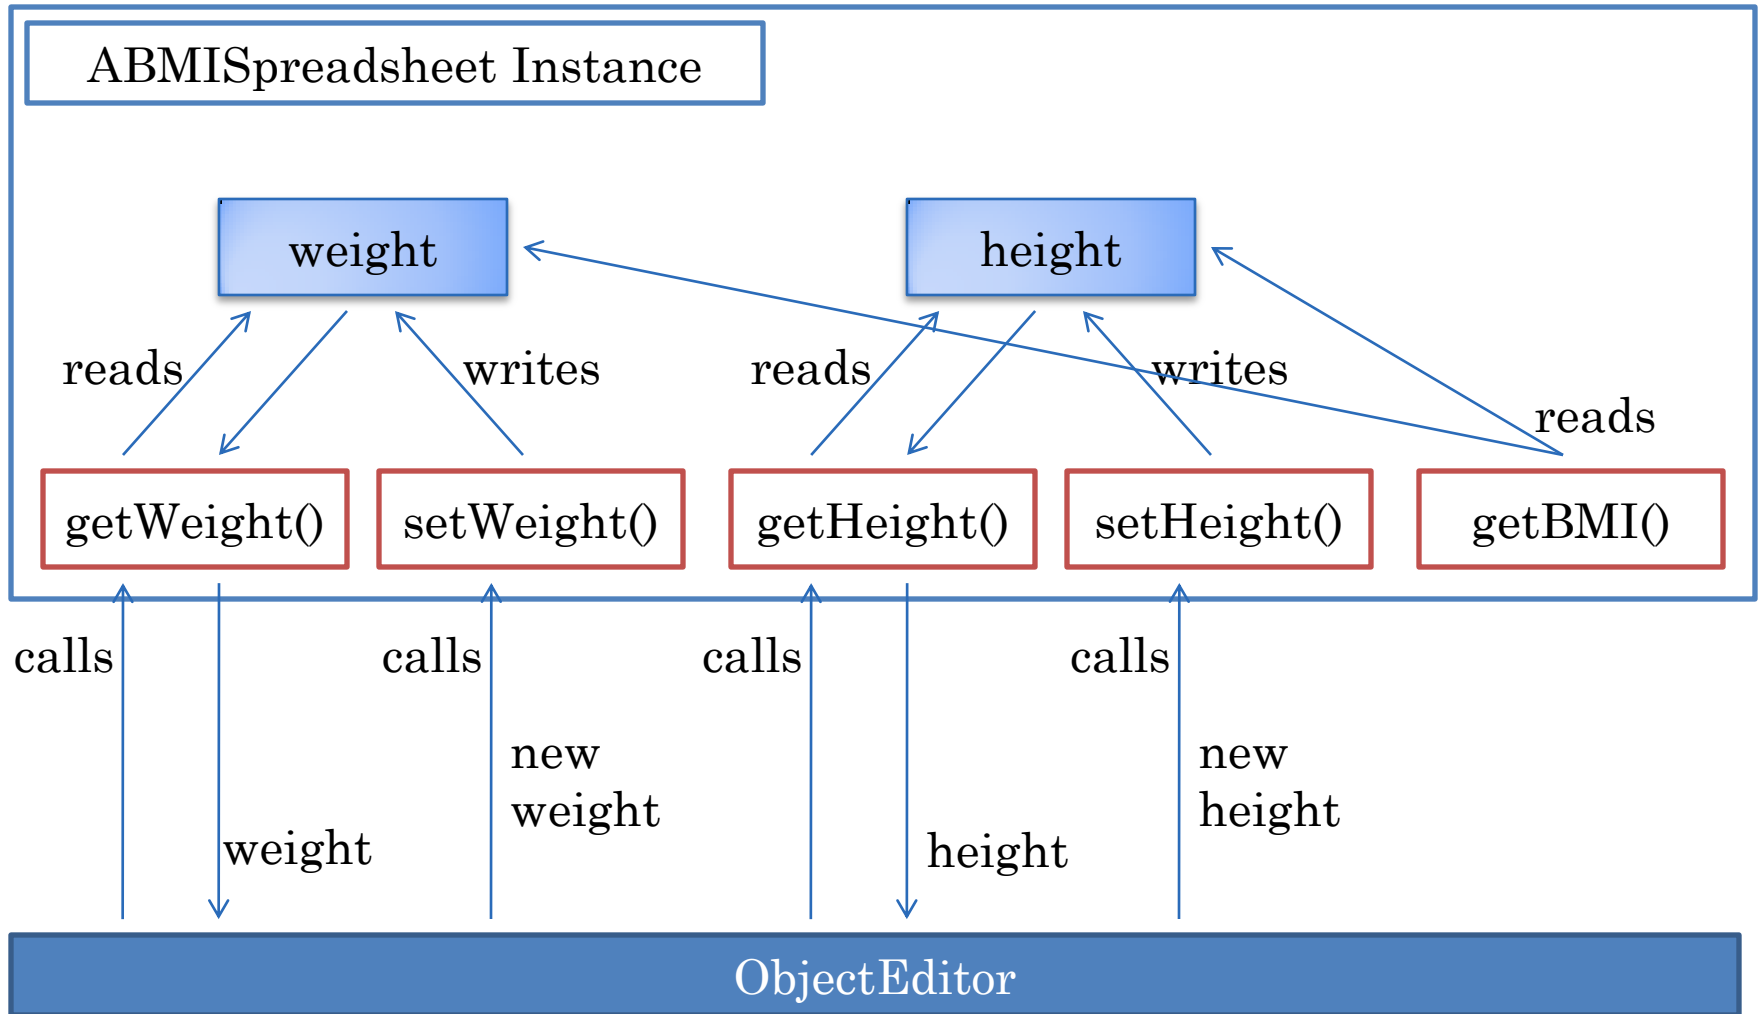 ABMISpreadsheet Instance
weight
height
reads
writes
reads
writes
reads
getWeight()
setWeight()
getHeight()
setHeight()
getBMI()
calls
calls
calls
calls
new
weight
new
height
weight
height
ObjectEditor